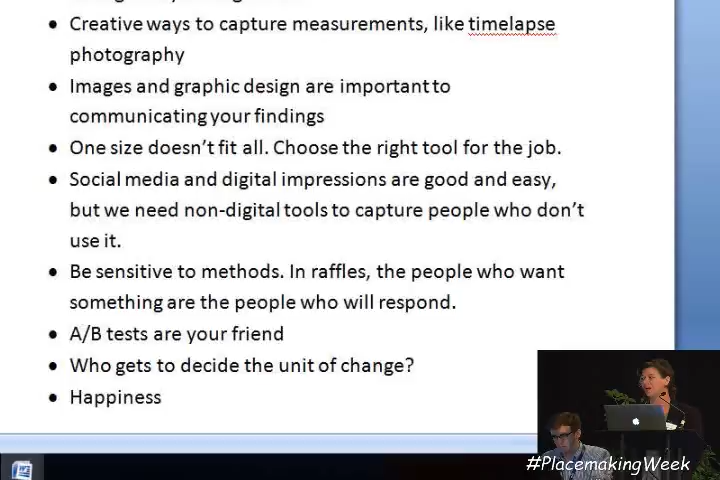 • Creative ways to capture measurements, like timelapse
photography
• Images and graphic design are important to
communicating your findings
• One size doesn't fit all. Choose the right tool for the job.
• Social media and digital impressions are good and easy,
but we need non-digital tools to capture people who don't
use it.
• Be sensitive to methods. In raffles, the people who want
something are the people who will respond.
• A/B tests are your friend
• Who gets to decide the unit of change?
• Happiness
#PlacemakingWeek